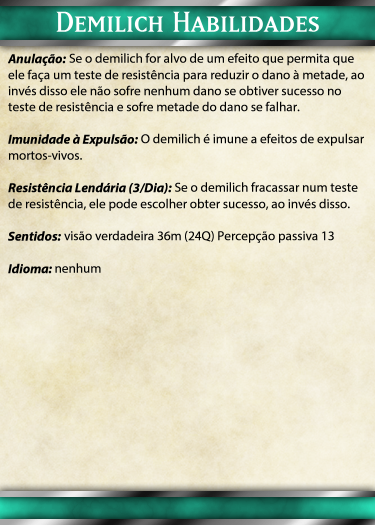 Demilich Habilidades
Anulação: Se o demilich for alvo de um efeito que permita que
ele faça um teste de resistência para reduzir o dano à metade, ao
invés disso ele não sofre nenhum dano se obtiver sucesso no
teste de resistência e sofre metade do dano se falhar.
Imunidade à Expulsão: O demilich é imune a efeitos de expulsar
mortos-vivos.
Resistência Lendária (3/Dia): Se o demilich fracassar num teste
de resistência, ele pode escolher obter sucesso, ao invés disso.
Sentidos: visão verdadeira 36m (24Q) Percepção passiva 13
Idioma: nenhum